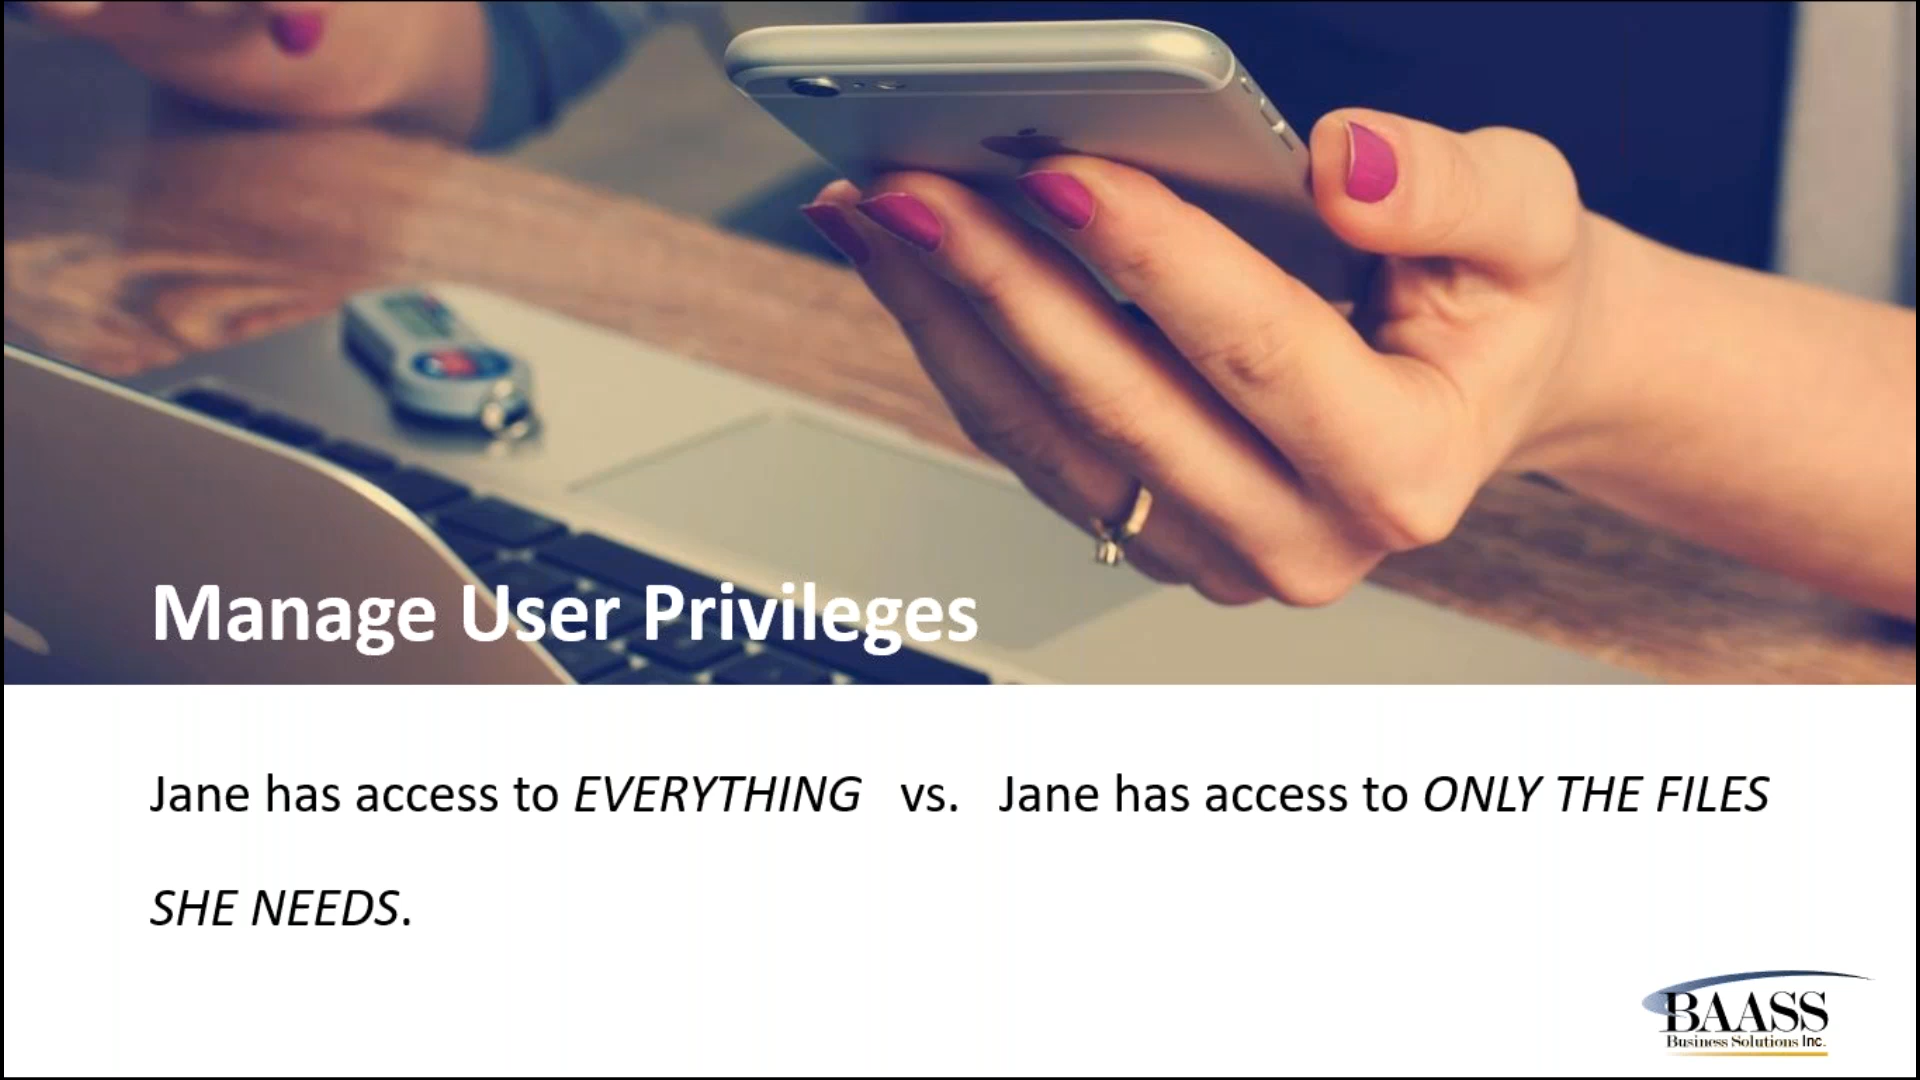 Manage User Privileges
Jane has access to EVERYTHING vs. Jane has access to ONLY THE FILES
SHE NEEDS.
BAASS
Business Solutions Inc.